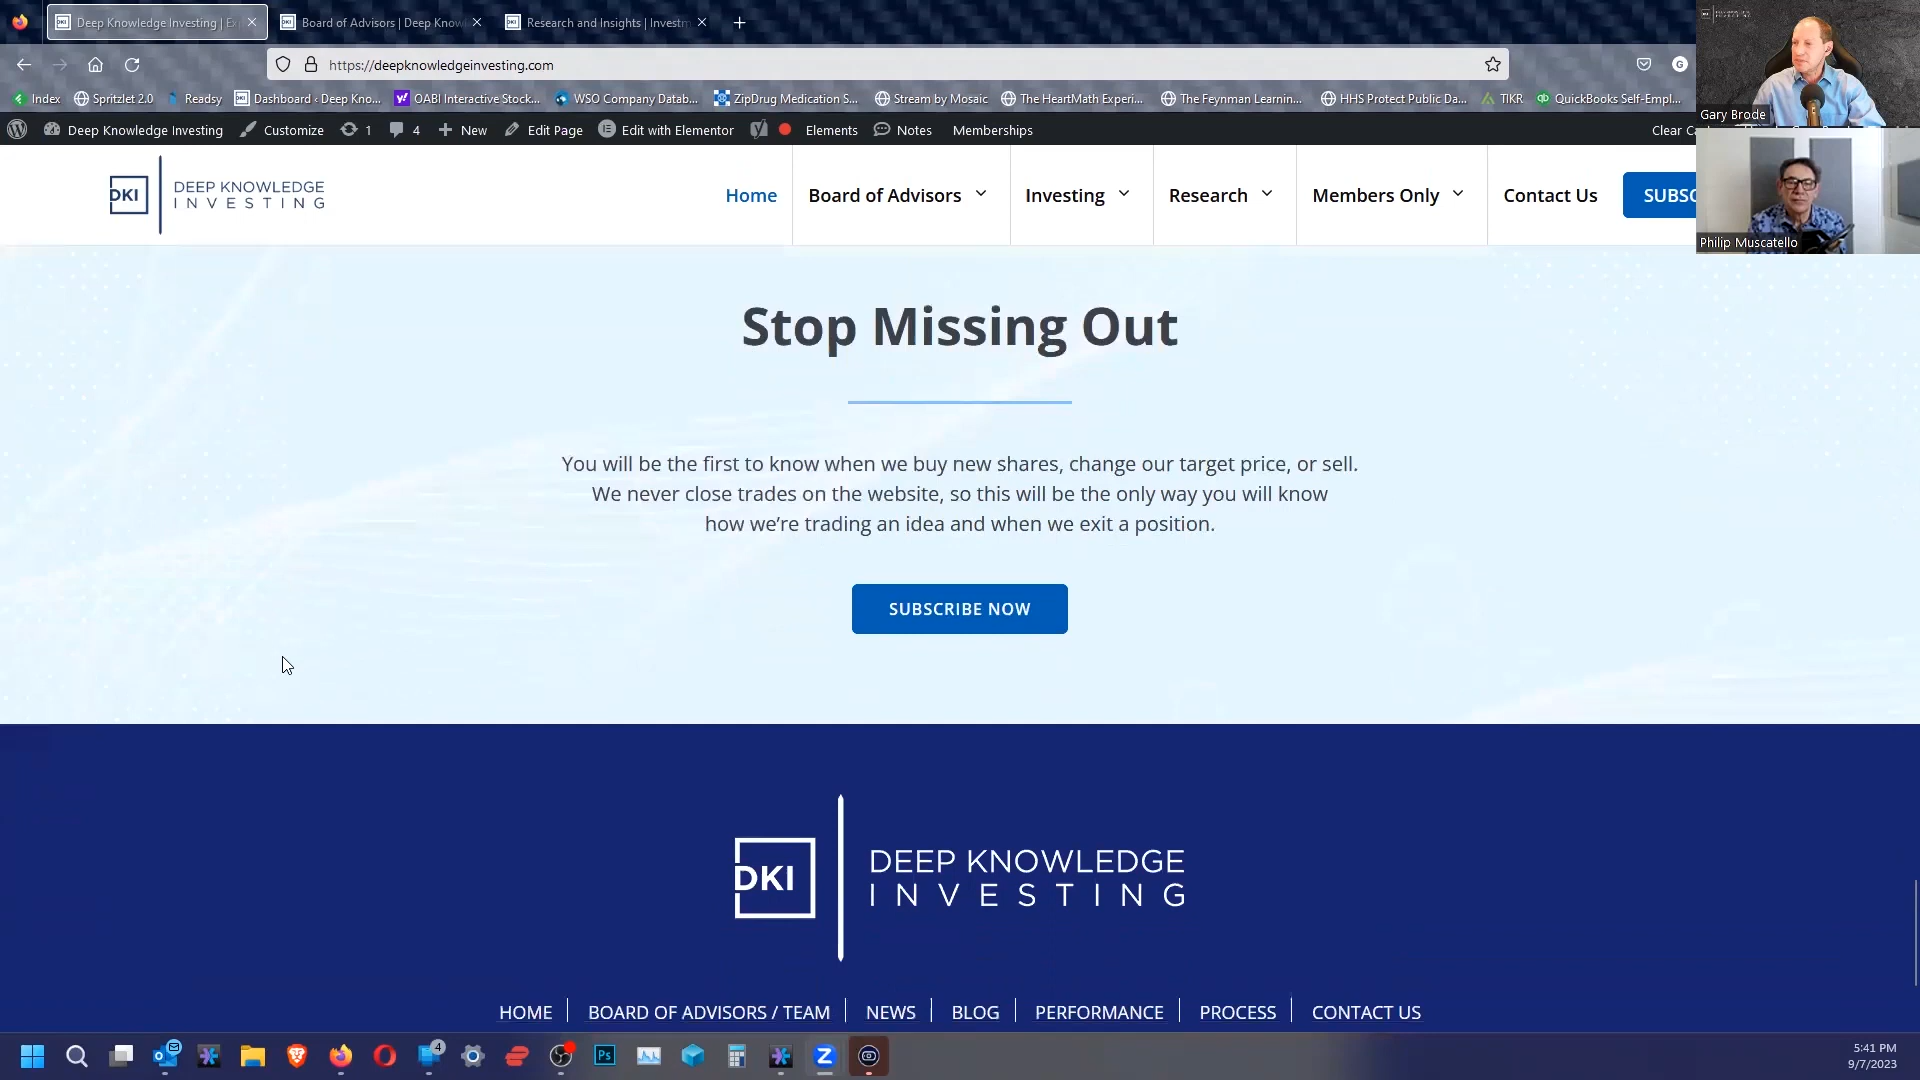 Deep Knowledge Investing | E
Board of Advisors | Deep Know
Research and Insights | Investm
https://deepknowledgeinvesting.com
G
Index
Spritzlet 2.0
Readsy
Dashboard ‹ Deep Kno...
OABI Interactive Stock...
WSO Company Datab...
ZipDrug Medication S...
Stream by Mosaic
The HeartMath Experi...
The Feynman Learnin...
HHS Protect Public Da...
TIKR
QuickBooks Self-Empl...
Gary Brode
Deep Knowledge Investing
Customize
1
4
New
Edit Page
Edit with Elementor
Elements
Notes
Memberships
Clear Ca
DKI
DEEP KNOWLEDGE
INVESTING
Home
Board of Advisors
Investing
Research
Members Only
Contact Us
SUBSC
Philip Muscatello
Stop Missing Out
You will be the first to know when we buy new shares, change our target price, or sell.
We never close trades on the website, so this will be the only way you will know
how we’re trading an idea and when we exit a position.
SUBSCRIBE NOW
DKI
DEEP KNOWLEDGE
INVESTING
HOME
BOARD OF ADVISORS / TEAM
NEWS
BLOG
PERFORMANCE
PROCESS
CONTACT US
4
Ps
Z
5:41 PM
9/7/2023